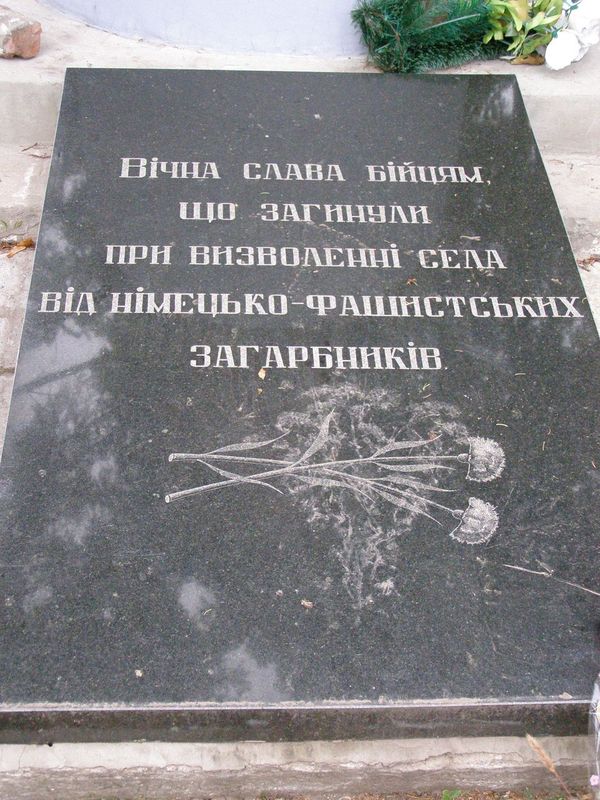 Вічна слава бійцям,
що загинули
при визволенні села
від німецько-фашистських
загарбників